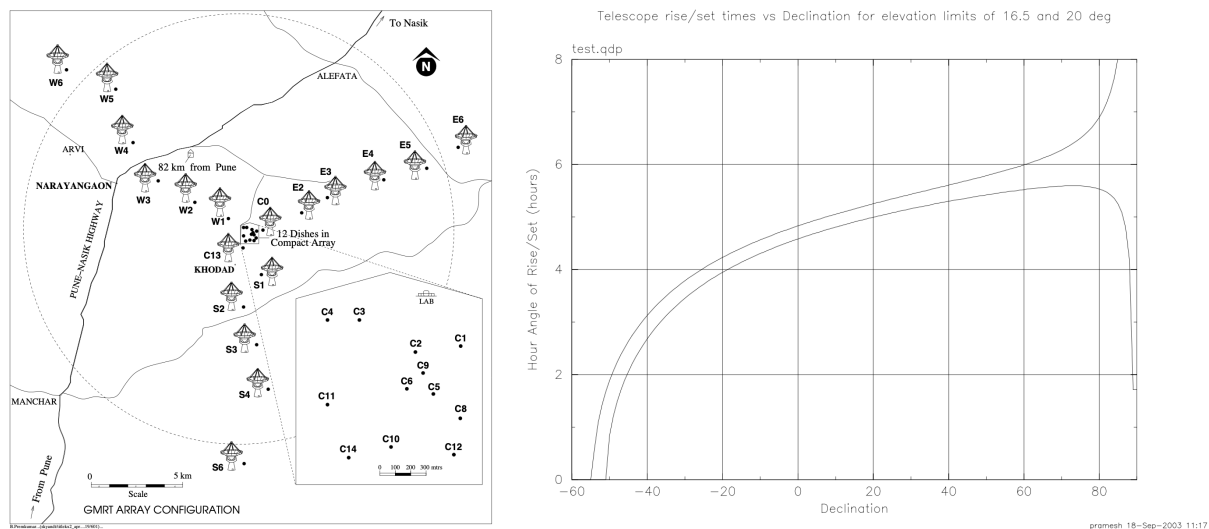 To Nasik
N
ALEFATA
W6
W5
W4
E6
E5
E4
E3
E2
ARVI
82 km from Pune
NARAYANGAON
W3
W2
W1
C0
12 Dishes in
Compact Array
C13
KHODAD
PUNE-NASIK HIGHWAY
S1
S2
S3
S4
S6
MANCHAR
From Pune
LAB
C4
C3
C1
C2
C9
C6
C5
C11
C8
C10
C12
C14
0 100 200 300 mtrs
0 5 km
Scale
GMRT ARRAY CONFIGURATION
Telescope rise/set times vs Declination for elevation limits of 16.5 and 20 deg
test.qdp
Hour Angle of Rise/Set (hours)
8
6
4
2
0
−60 −40 −20 0 20 40 60 80
Declination
pramesh 18-Sep-2003 11:17